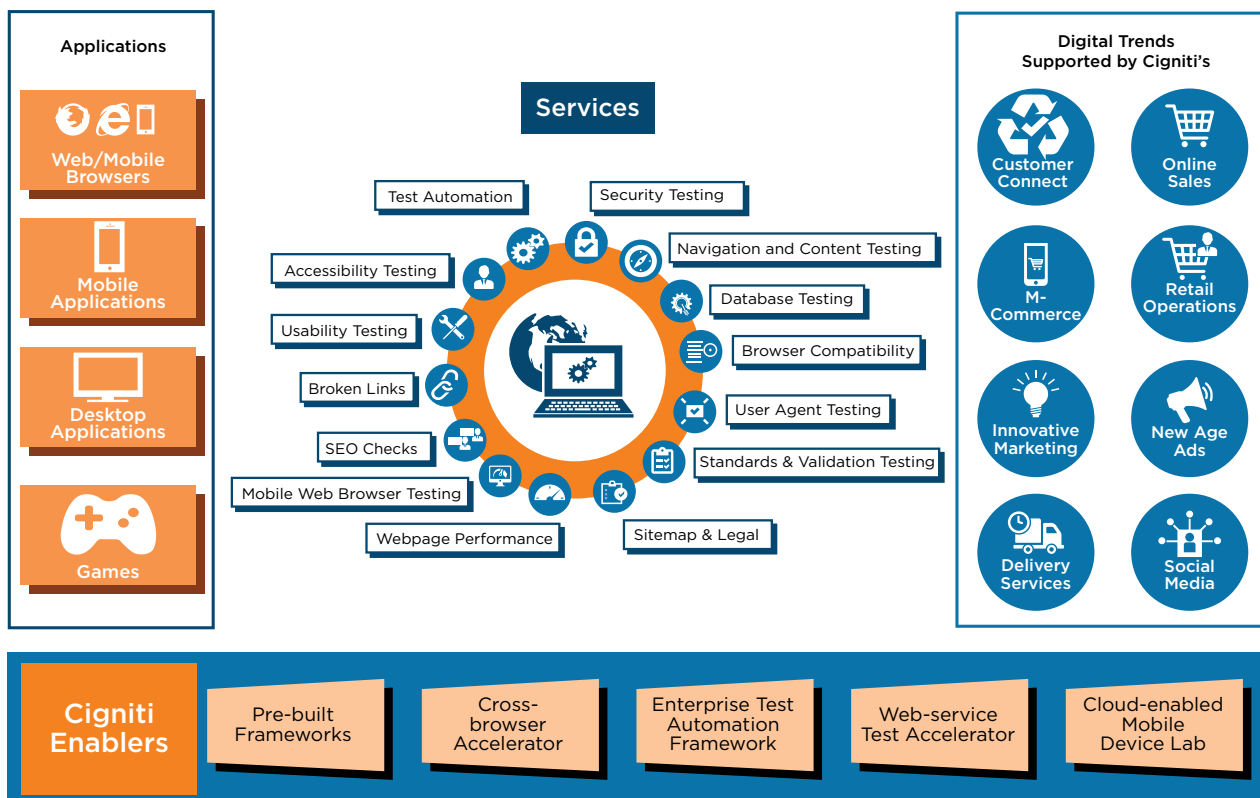 Applications
Web/Mobile
Browsers
Mobile
Applications
Desktop
Applications
Games
Services
Test Automation
Security Testing
Accessibility Testing
Navigation and Content Testing
Usability Testing
Database Testing
Broken Links
Browser Compatibility
SEO Checks
User Agent Testing
Mobile Web Browser Testing
Standards & Validation Testing
Webpage Performance
Sitemap & Legal
Digital Trends
Supported by Cigniti's
Customer
Connect
Online
Sales
M-
Commerce
Retail
Operations
Innovative
Marketing
New Age
Ads
Delivery
Services
Social
Media
Cigniti
Enablers
Pre-built
Frameworks
Cross-
browser
Accelerator
Enterprise Test
Automation
Framework
Web-service
Test Accelerator
Cloud-enabled
Mobile
Device Lab